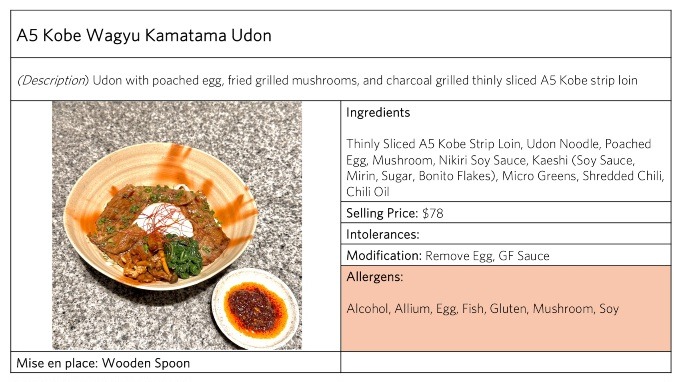 A5 Kobe Wagyu Kamatama Udon
(Description) Udon with poached egg, fried grilled mushrooms, and charcoal grilled thinly sliced A5 Kobe strip loin
Ingredients
Thinly Sliced A5 Kobe Strip Loin, Udon Noodle, Poached
Egg, Mushroom, Nikiri Soy Sauce, Kaeshi (Soy Sauce,
Mirin, Sugar, Bonito Flakes), Micro Greens, Shredded Chili,
Chili Oil
Selling Price: $78
Intolerances:
Modification: Remove Egg, GF Sauce
Allergens:
Alcohol, Allium, Egg, Fish, Gluten, Mushroom, Soy
Mise en place: Wooden Spoon